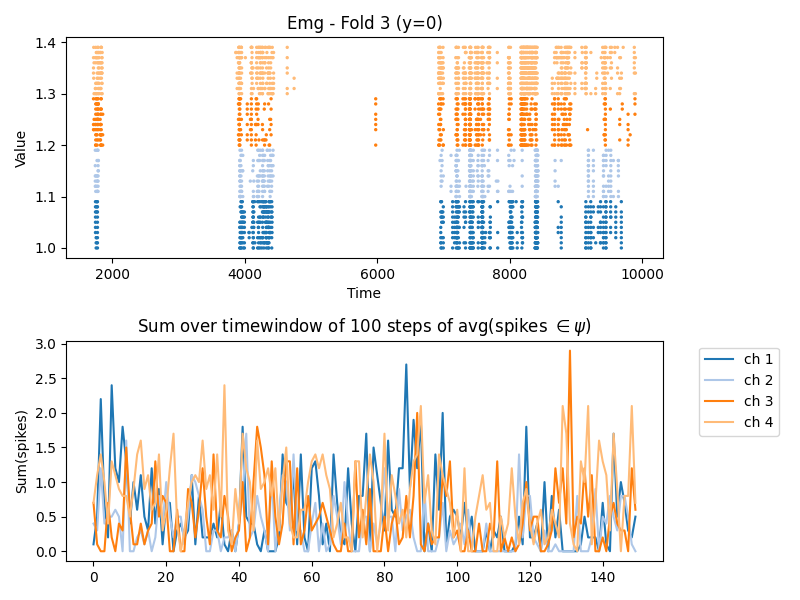 Emg - Fold 3 (y=0)
1.4
1.3
1.2
1.1
1.0
Value
2000
4000
6000
8000
10000
Time
Sum over timewindow of 100 steps of avg(spikes ∈ψ)
3.0
2.5
2.0
1.5
1.0
0.5
0.0
Sum(spikes)
0
20
40
60
80
100
120
140
ch 1
ch 2
ch 3
ch 4